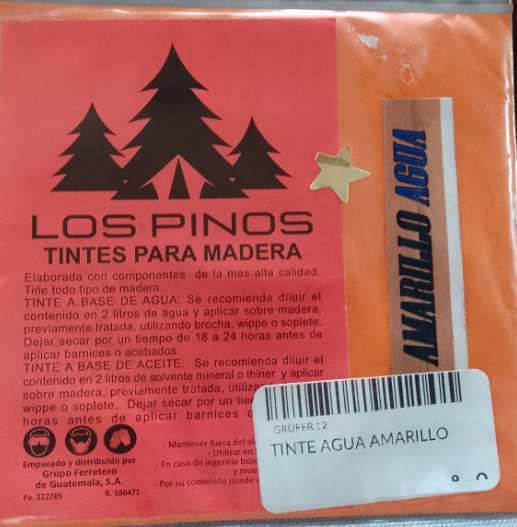 LOS PINOS
TINTES PARA MADERA
Elaborada con componentes de la mas alta calidad.
Tiñe todo tipo de madera
TINTE A BASE DE AGUA: Se recomienda diluir el
contenido en 2 litros de agua y aplicar sobre madera,
previamente tratada, utilizando brocha, wippe o soplete.
Dejar secar por un tiempo de 18 a 24 horas antes de
aplicar barnices o acabados
TINTE A BASE DE ACEITE: Se recomienda diluir el
contenido en 2 litros de solvente mineral o thiner y aplicar
sobre madera, previamente tratada,
wippe o soplete. Dejar secar por un
horas antes de aplicar barnices
- Mantener fuera del
- Utilizar en
- En caso de ingerirlo
y
- Por su contenido puede
Empacado y distribuido por
Grupo Ferretero
de Guatemala, S.A.
Pa. 222785 R. 580471
AMARILLO AGUA
GRUFER 12
TINTE AGUA AMARILLO